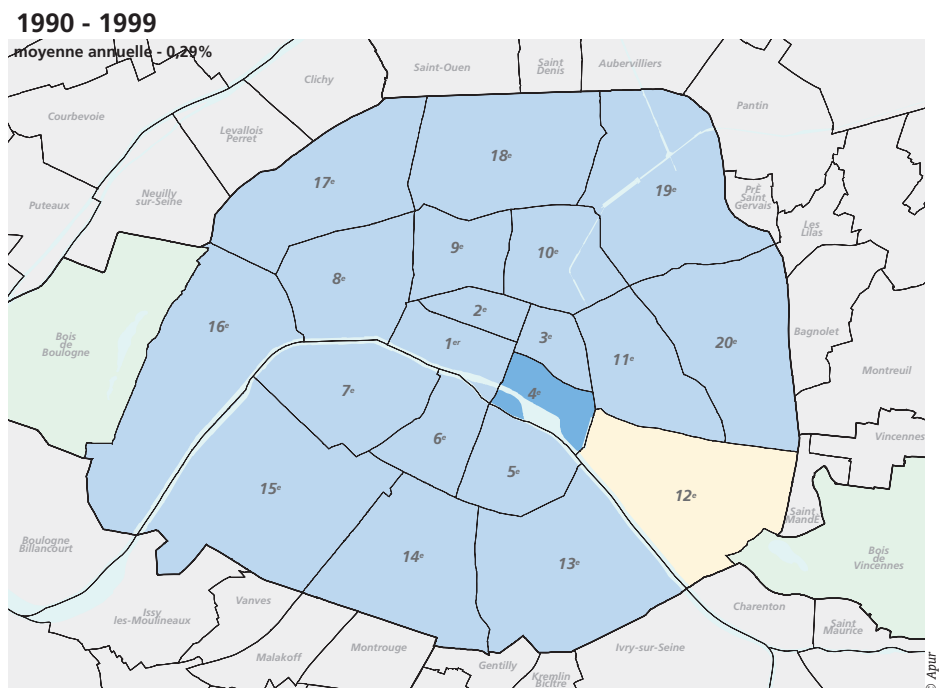 1990 - 1999
moyenne annuelle - 0,29%
Saint-Ouen
Saint
Denis
Aubervilliers
Clichy
Pantin
Courbevoie
Levallois
Perret
18e
17e
19e
PrÈ
Saint
Gervais
Neuilly
sur-Seine
Puteaux
Les
Lilas
9e
10e
8e
2e
16e
Bois
de
Boulogne
1er
3e
11e
20e
Bagnolet
Montreuil
7e
4e
6e
Vincennes
5e
15e
12e
Saint
MandÈ
Boulogne
Billancourt
14e
13e
Bois
de
Vincennes
Vanves
Issy
les-Moulineaux
Charenton
Saint
Maurice
Malakoff
Montrouge
Gentilly
Kremlin
Bicître
Ivry-sur-Seine
© Apur